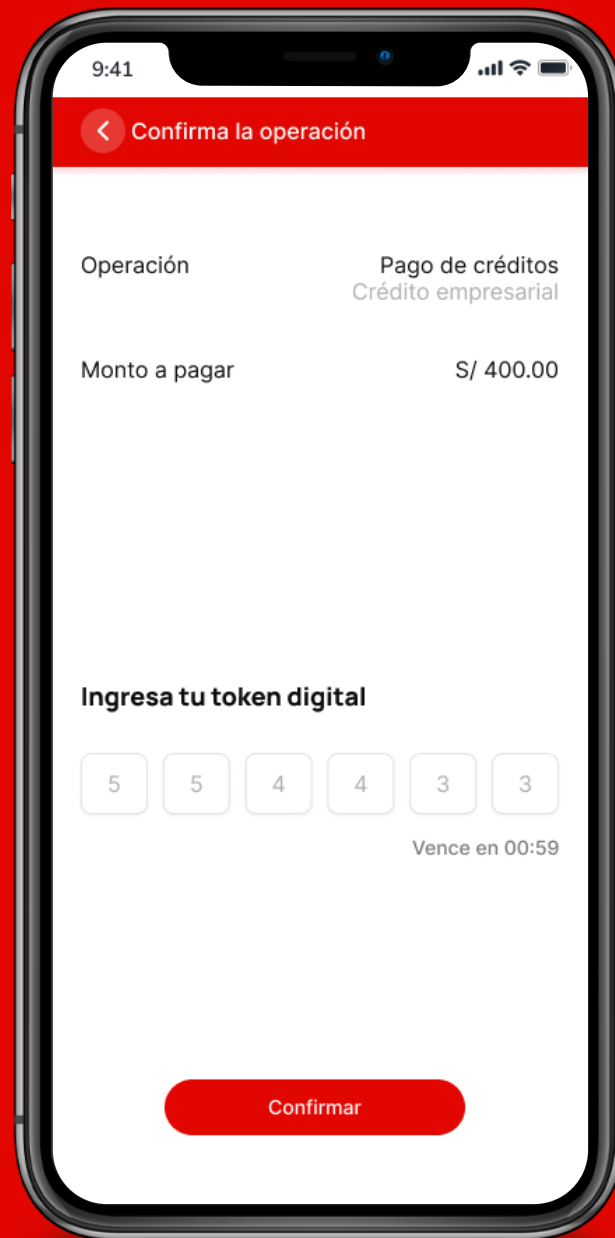 9:41
Confirma la operación
Operación
Pago de créditos
Crédito empresarial
Monto a pagar
S/ 400.00
Ingresa tu token digital
5 5 4 4 3 3
Vence en 00:59
Confirmar